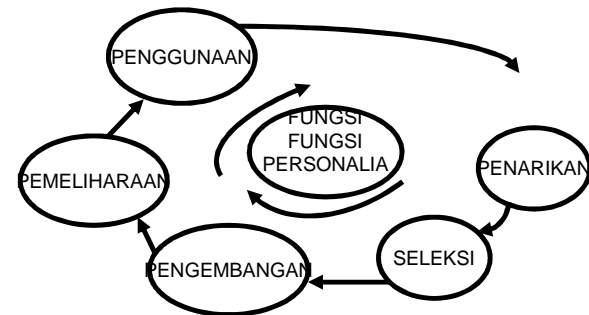 PENGGUNAAN
FUNGSI
FUNGSI
PERSONALIA
PENARIKAN
PEMELIHARAAN
SELEKSI
PENGEMBANGAN